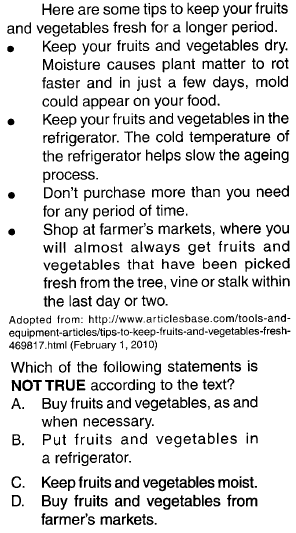 Here are some tips to keep your fruits
and vegetables fresh for a longer period.
● Keep your fruits and vegetables dry.
Moisture causes plant matter to rot
faster and in just a few days, mold
could appear on your food.
● Keep your fruits and vegetables in the
refrigerator. The cold temperature of
the refrigerator helps slow the ageing
process.
● Don't purchase more than you need
for any period of time.
● Shop at farmer's markets, where you
will almost always get fruits and
vegetables that have been picked
fresh from the tree, vine or stalk within
the last day or two.
Adopted from: http://www.articlesbase.com/tools-and-
equipment-articles/tips-to-keep-fruits-and-vegetables-fresh-
469817.html (February 1, 2010)
Which of the following statements is
NOT TRUE according to the text?
A. Buy fruits and vegetables, as and
when necessary.
B. Put fruits and vegetables in
a refrigerator.
C. Keep fruits and vegetables moist.
D. Buy fruits and vegetables from
farmer's markets.